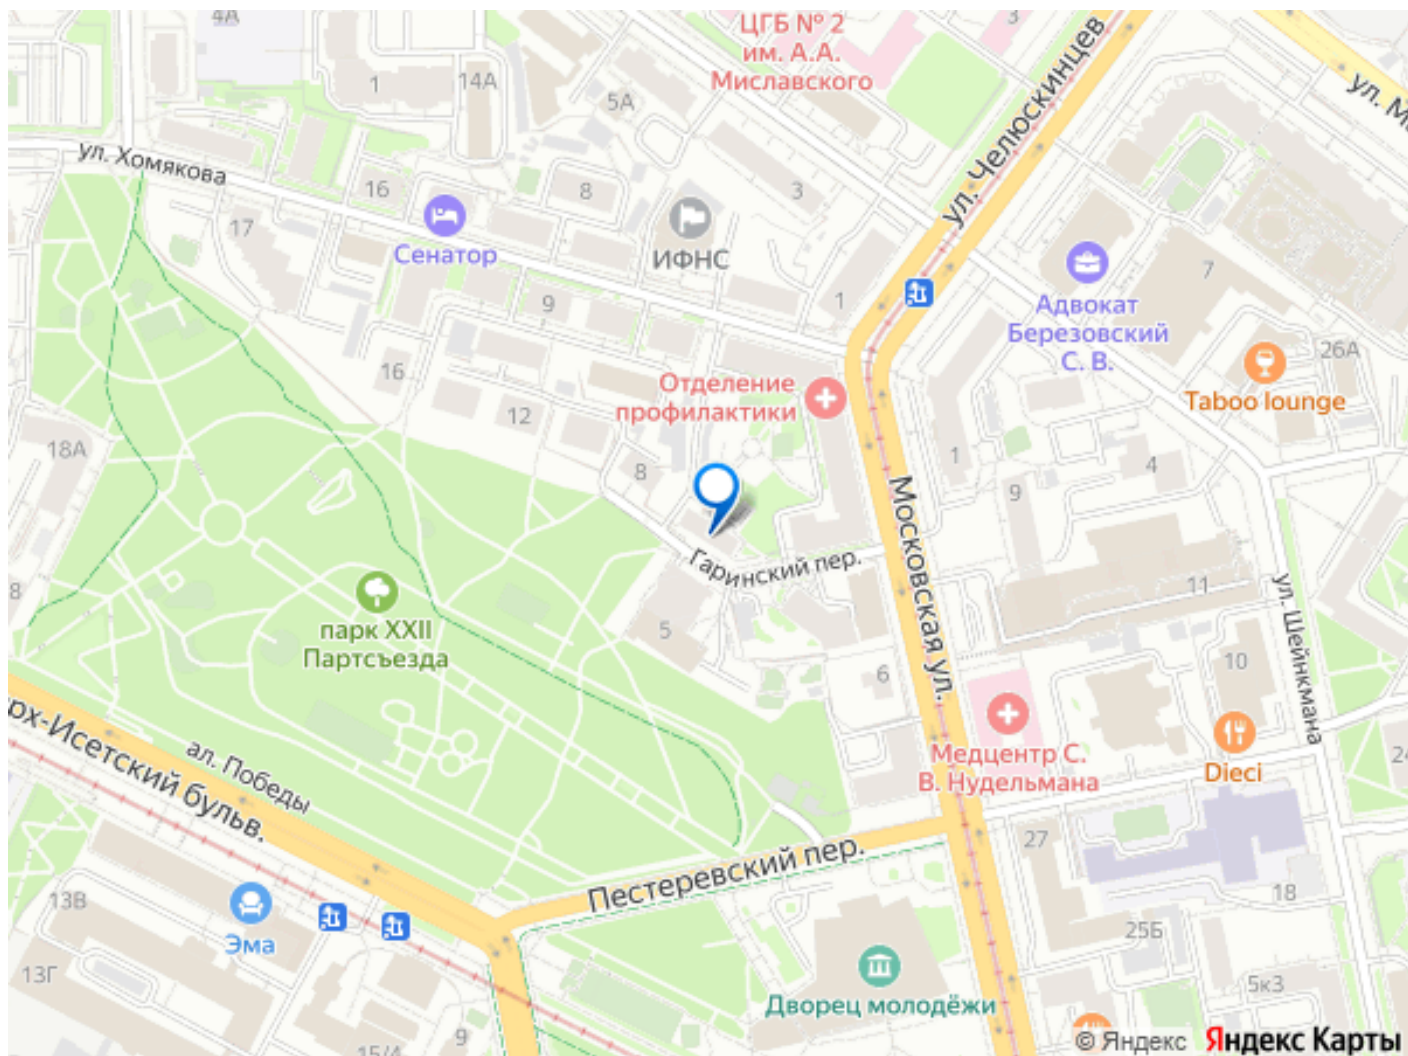 4А
ЦГБ № 2
им. А.А.
Миславского
3
ул. Челюскинцев
ул. М
1
14А
5А
ул. Хомякова
16
8
3
17
Сенатор
ИФНС
7
Адвокат
Березовский
С. В.
9
1
26А
Taboo lounge
16
Отделение
профилактики
12
18А
8
1
4
9
Московская ул.
Гаринский пер.
8
11
ул. Шейнкмана
парк XXII
Партсъезда
5
6
10
рх-Исетский бульв.
ал. Победы
Медцентр С.
В. Нудельмана
Dieci
24
27
Пестеревский пер.
18
13В
Эма
25Б
13Г
Дворец молодёжи
5к3
9
15/4
© Яндекс Яндекс Карты